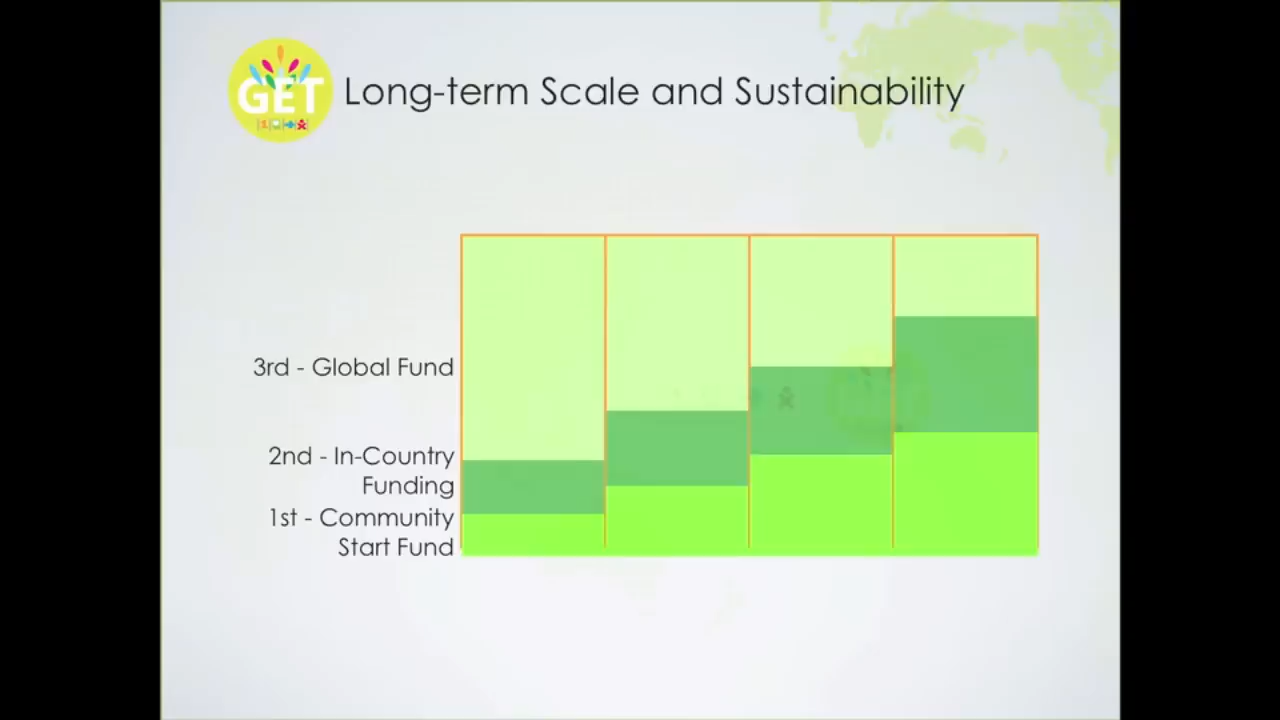 GET
Long-term Scale and Sustainability
3rd - Global Fund
2nd - In-Country
Funding
1st - Community
Start Fund